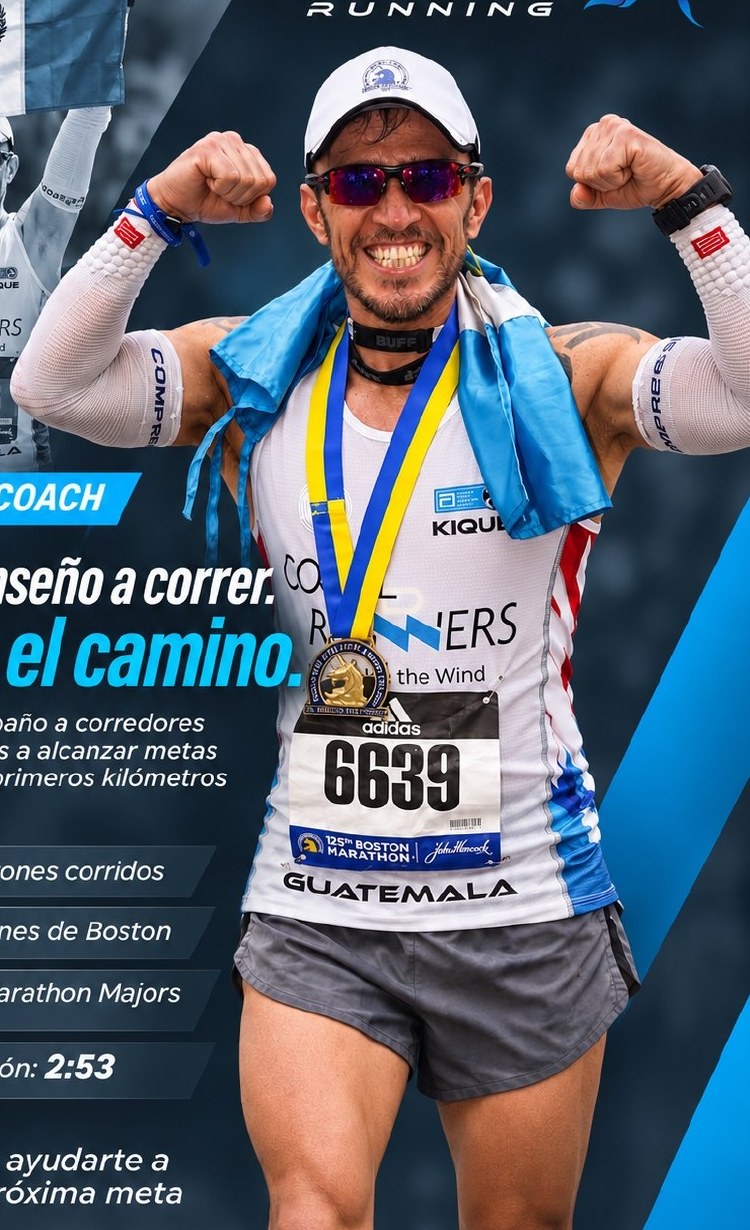 RUNNING
BUFF
COMPRE
KIQUE
COACH
KIQUE
nseño a correr.
el camino.
RS
RUNNERS
the Wind
paño a corredores
s a alcanzar metas
primeros kilómetros
adidas
6639
125TH BOSTON
MARATHON
John Hancock
GUATEMALA
rones corridos
nes de Boston
arathon Majors
ón: 2:53
ayudarte a
róxima meta